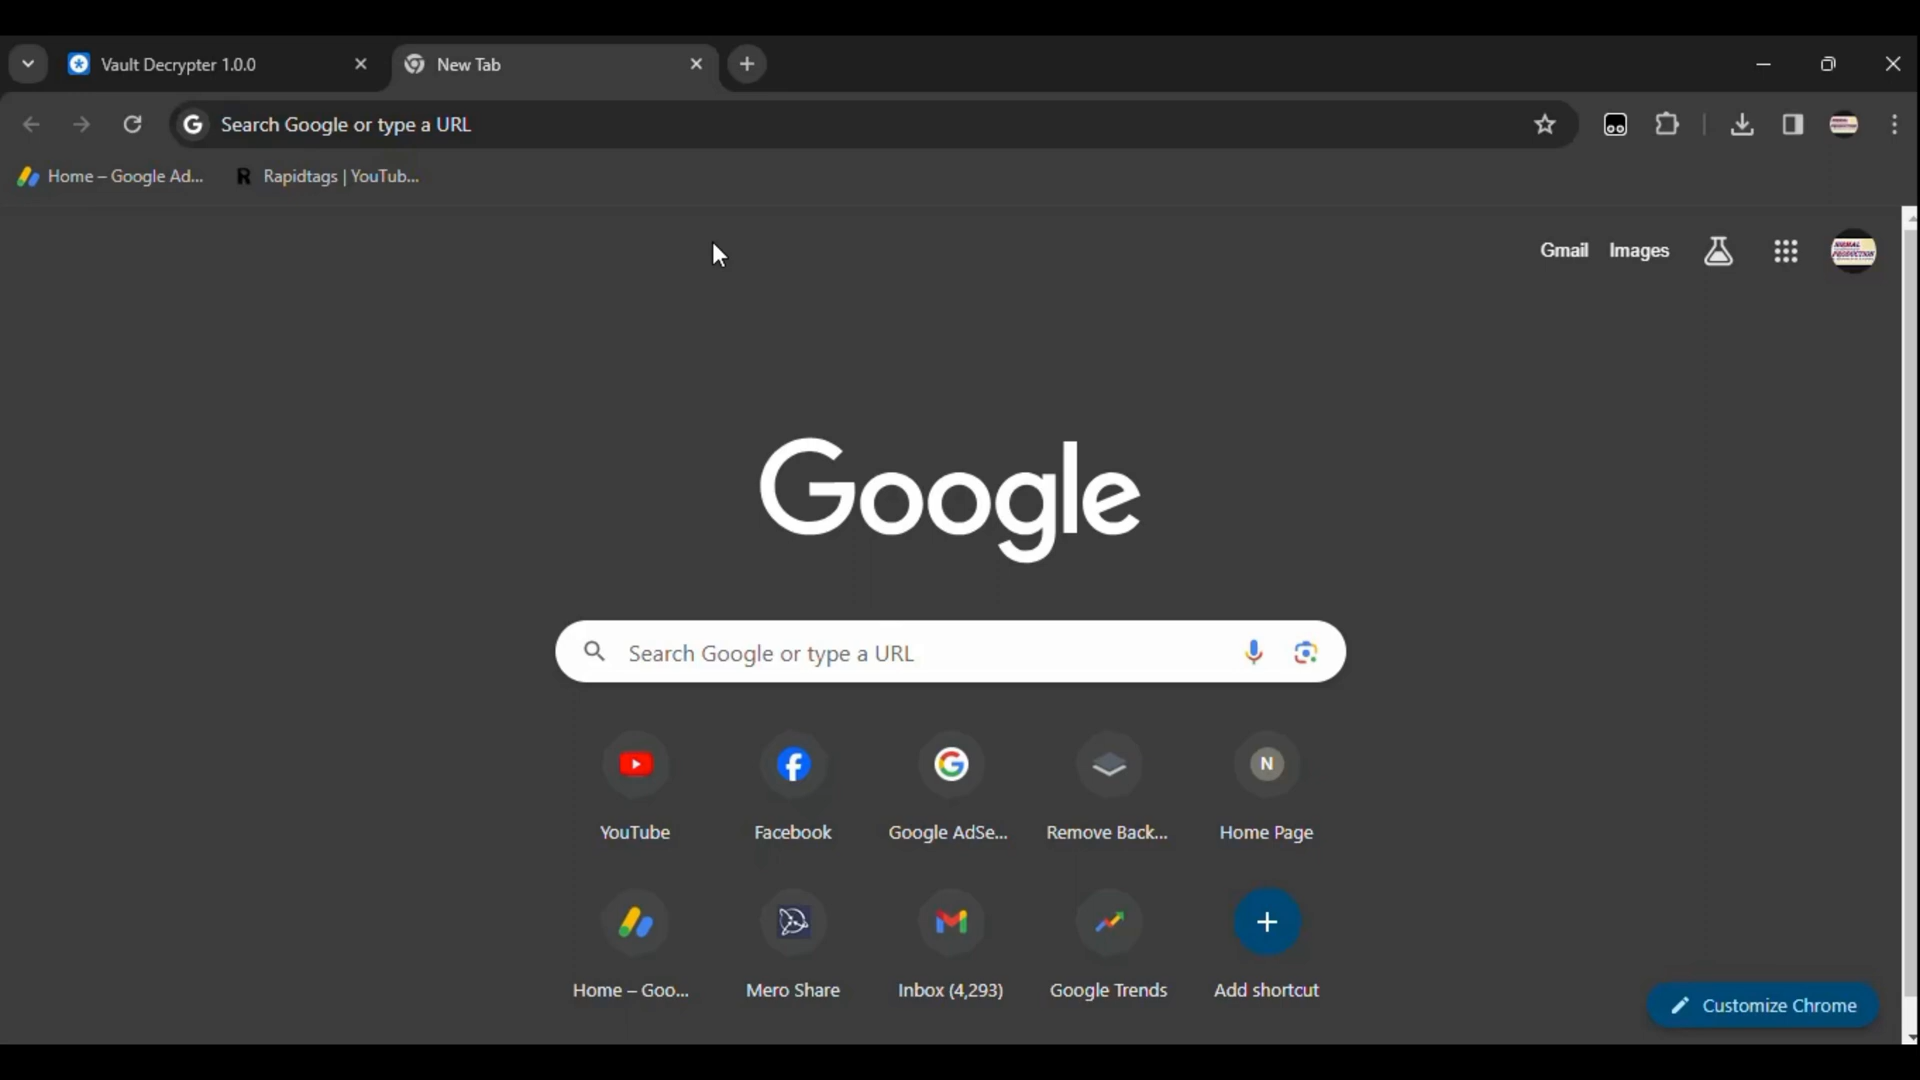 Vault Decrypter 1.0.0
New Tab
Search Google or type a URL
Home – Google Ad...
Rapidtags | YouTub...
Gmail Images
Google
Search Google or type a URL
YouTube Facebook Google AdSe... Remove Back... N Home Page
Home – Goo... Mero Share Inbox (4,293) Google Trends Add shortcut
Customize Chrome